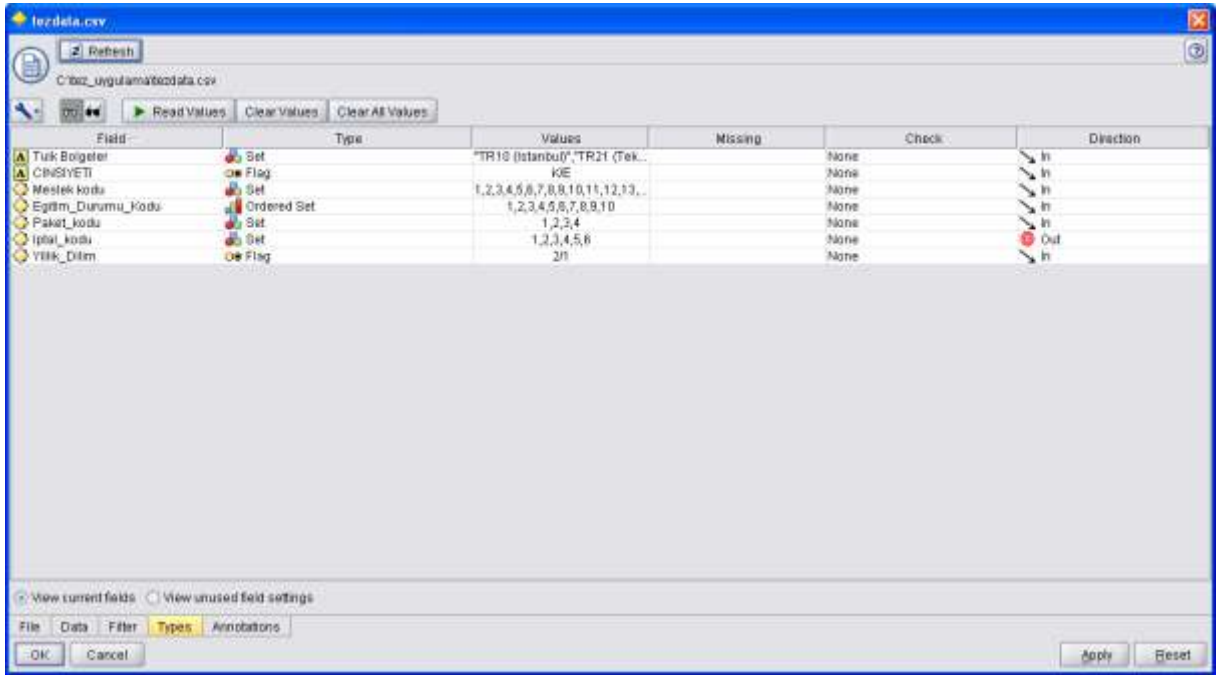 tezdata.csv
Refresh
C:\tez_uygulama\tezdata.csv
Read Values Clear Values Clear All Values
Field Type Values Missing Check Direction
A Tuik Bolgeler Set "TR10 (Istanbul)","TR21 (Tek... None In
A CINSIYETI Flag K/E None In
Meslek kodu Set 1,2,3,4,5,6,7,8,9,10,11,12,13,... None In
Egitim_Durumu_Kodu Ordered Set 1,2,3,4,5,6,7,8,9,10 None In
Paket_kodu Set 1,2,3,4 None In
Iptal_kodu Set 1,2,3,4,5,6 None Out
Yillik_Dilim Flag 2/1 None In
View current fields View unused field settings
File Data Filter Types Annotations
OK Cancel Apply Reset